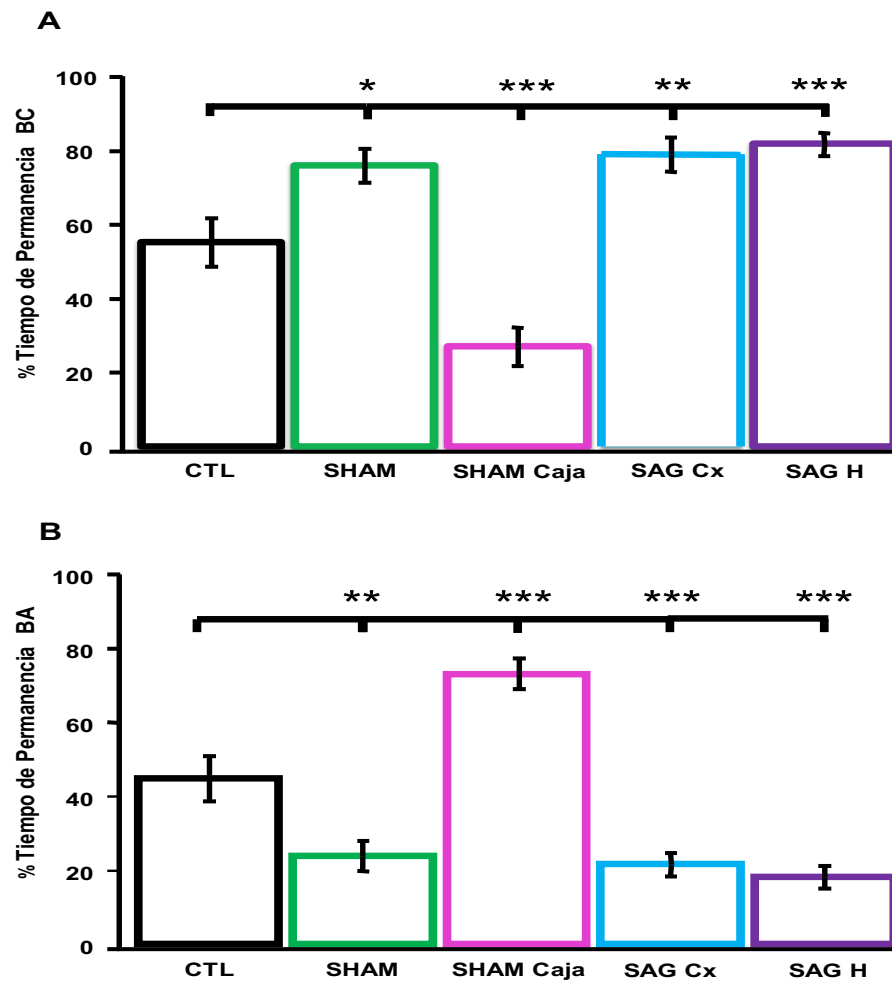 A
% Tiempo de Permanencia BC
100
80
60
40
20
0
* *** ** ***
CTL SHAM SHAM Caja SAG Cx SAG H
B
% Tiempo de Permanencia BA
100
80
60
40
20
0
** *** *** ***
CTL SHAM SHAM Caja SAG Cx SAG H